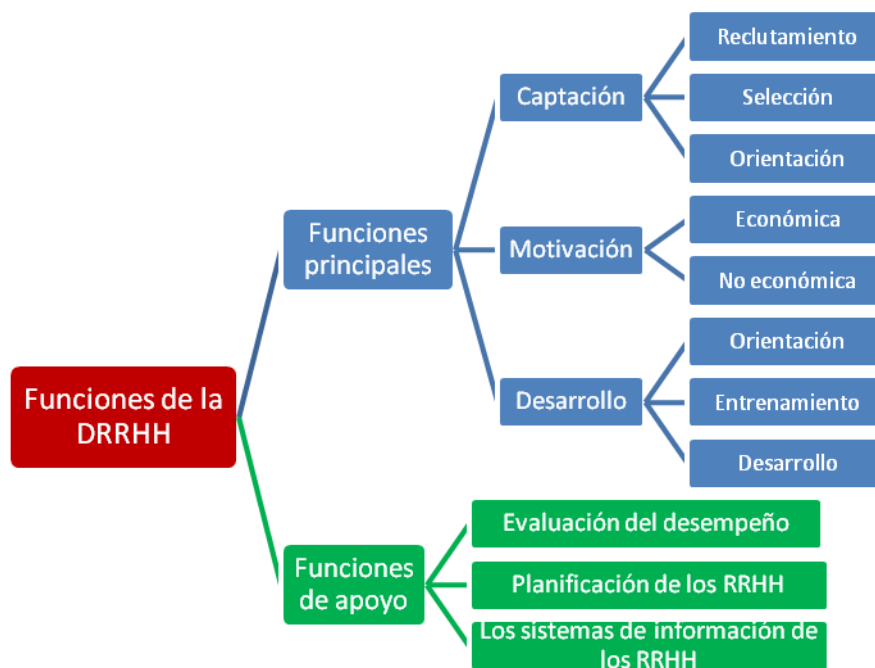 Funciones de la
DRRHH
Funciones
principales
Captación
Reclutamiento
Selección
Orientación
Motivación
Económica
No económica
Desarrollo
Orientación
Entrenamiento
Desarrollo
Funciones
de apoyo
Evaluación del desempeño
Planificación de los RRHH
Los sistemas de información de
los RRHH